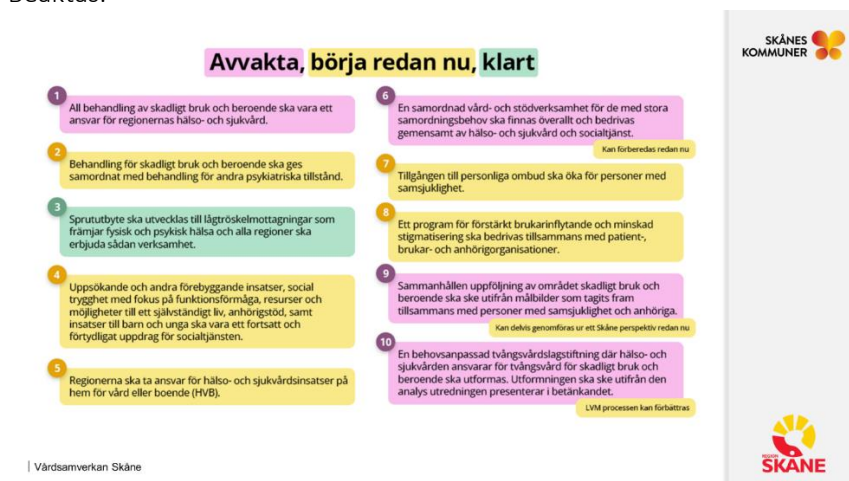 SKÅNES
KOMMUNER
Avvakta, börja redan nu, klart
1
All behandling av skadligt bruk och beroende ska vara ett
ansvar för regionernas hälso- och sjukvård.
2
Behandling för skadligt bruk och beroende ska ges
samordnat med behandling för andra psykiatriska tillstånd.
3
Sprututbyte ska utvecklas till lågtröskelmottagningar som
främjar fysisk och psykisk hälsa och alla regioner ska
erbjuda sådan verksamhet.
4
Uppsökande och andra förebyggande insatser, social
trygghet med fokus på funktionsförmåga, resurser och
möjligheter till ett självständigt liv, anhörigstöd, samt
insatser till barn och unga ska vara ett fortsatt och
förtydligat uppdrag för socialtjänsten.
5
Regionerna ska ta ansvar för hälso- och sjukvårdsinsatser på
hem för vård eller boende (HVB).
6
En samordnad vård- och stödverksamhet för de med stora
samordningsbehov ska finnas överallt och bedrivas
gemensamt av hälso- och sjukvård och socialtjänst.
Kan förberedas redan nu
7
Tillgången till personliga ombud ska öka för personer med
samsjuklighet.
8
Ett program för förstärkt brukarinflytande och minskad
stigmatisering ska bedrivas tillsammans med patient-,
brukar- och anhörigorganisationer.
9
Sammanhållen uppföljning av området skadligt bruk och
beroende ska ske utifrån målbilder som tagits fram
tillsammans med personer med samsjuklighet och anhöriga.
Kan delvis genomföras ur ett Skåne perspektiv redan nu
10
En behovsanpassad tvångsvårdslagstiftning där hälso- och
sjukvården ansvarar för tvångsvård för skadligt bruk och
beroende ska utformas. Utformningen ska ske utifrån den
analys utredningen presenterar i betänkandet.
LVM processen kan förbättras
Vårdsamverkan Skåne
REGION
SKÅNE